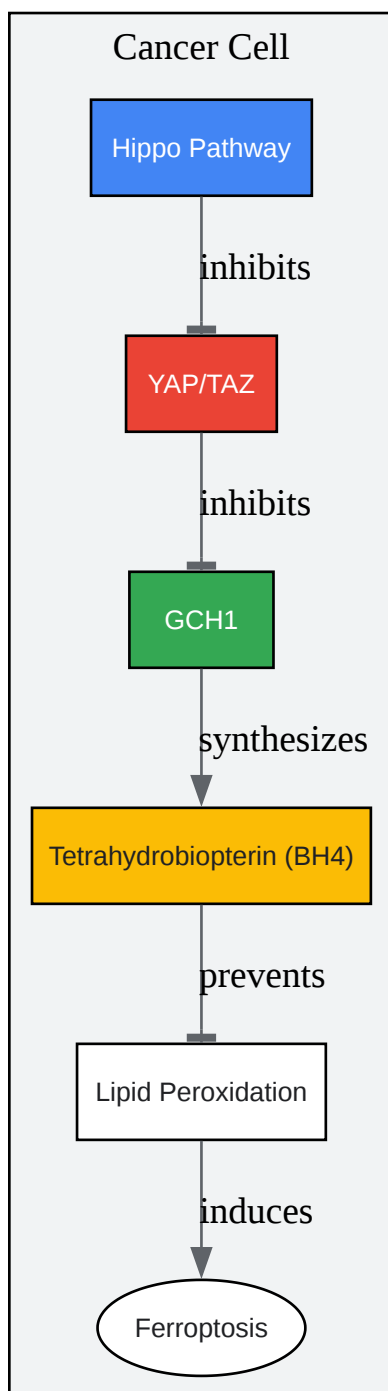 Cancer Cell
Hippo Pathway
inhibits
YAP/TAZ
inhibits
GCH1
synthesizes
Tetrahydrobiopterin (BH4)
prevents
Lipid Peroxidation
induces
Ferroptosis